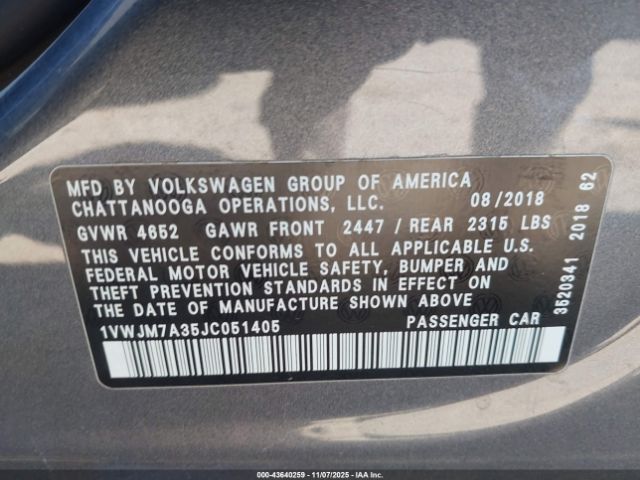 MFD. BY VOLKSWAGEN GROUP OF AMERICA
CHATTANOOGA OPERATIONS, LLC. 08/2018
GVWR 4652 GAWR FRONT 2447 / REAR 2315 LBS
THIS VEHICLE CONFORMS TO ALL APPLICABLE U.S.
FEDERAL MOTOR VEHICLE SAFETY, BUMPER AND
THEFT PREVENTION STANDARDS IN EFFECT ON
THE DATE OF MANUFACTURE SHOWN ABOVE
1VWJM7A35JC051405 PASSENGER CAR
3520341 2018 62
000-43640259 - 11/07/2025 - IAAI.com